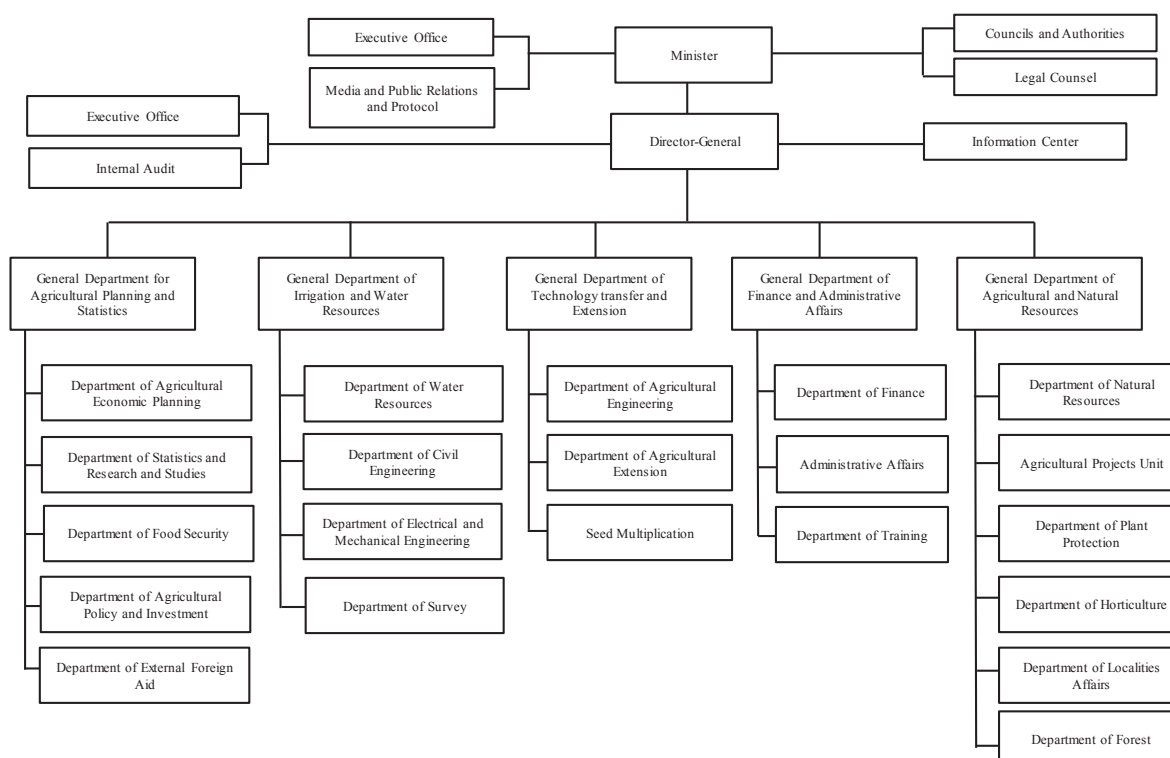 Executive Office
Minister
Councils and Authorities
Media and Public Relations
and Protocol
Legal Counsel
Executive Office
Director-General
Information Center
Internal Audit
General Department for
Agricultural Planning and
Statistics
General Department of
Irrigation and Water
Resources
General Department of
Technology transfer and
Extension
General Department of
Finance and Administrative
Affairs
General Department of
Agricultural and Natural
Resources
Department of Agricultural
Economic Planning
Department of Statistics and
Research and Studies
Department of Food Security
Department of Agricultural
Policy and Investment
Department of External Foreign
Aid
Department of Water
Resources
Department of Civil
Engineering
Department of Electrical and
Mechanical Engineering
Department of Survey
Department of Agricultural
Engineering
Department of Agricultural
Extension
Seed Multiplication
Department of Finance
Administrative Affairs
Department of Training
Department of Natural
Resources
Agricultural Projects Unit
Department of Plant
Protection
Department of Horticulture
Department of Localities
Affairs
Department of Forest